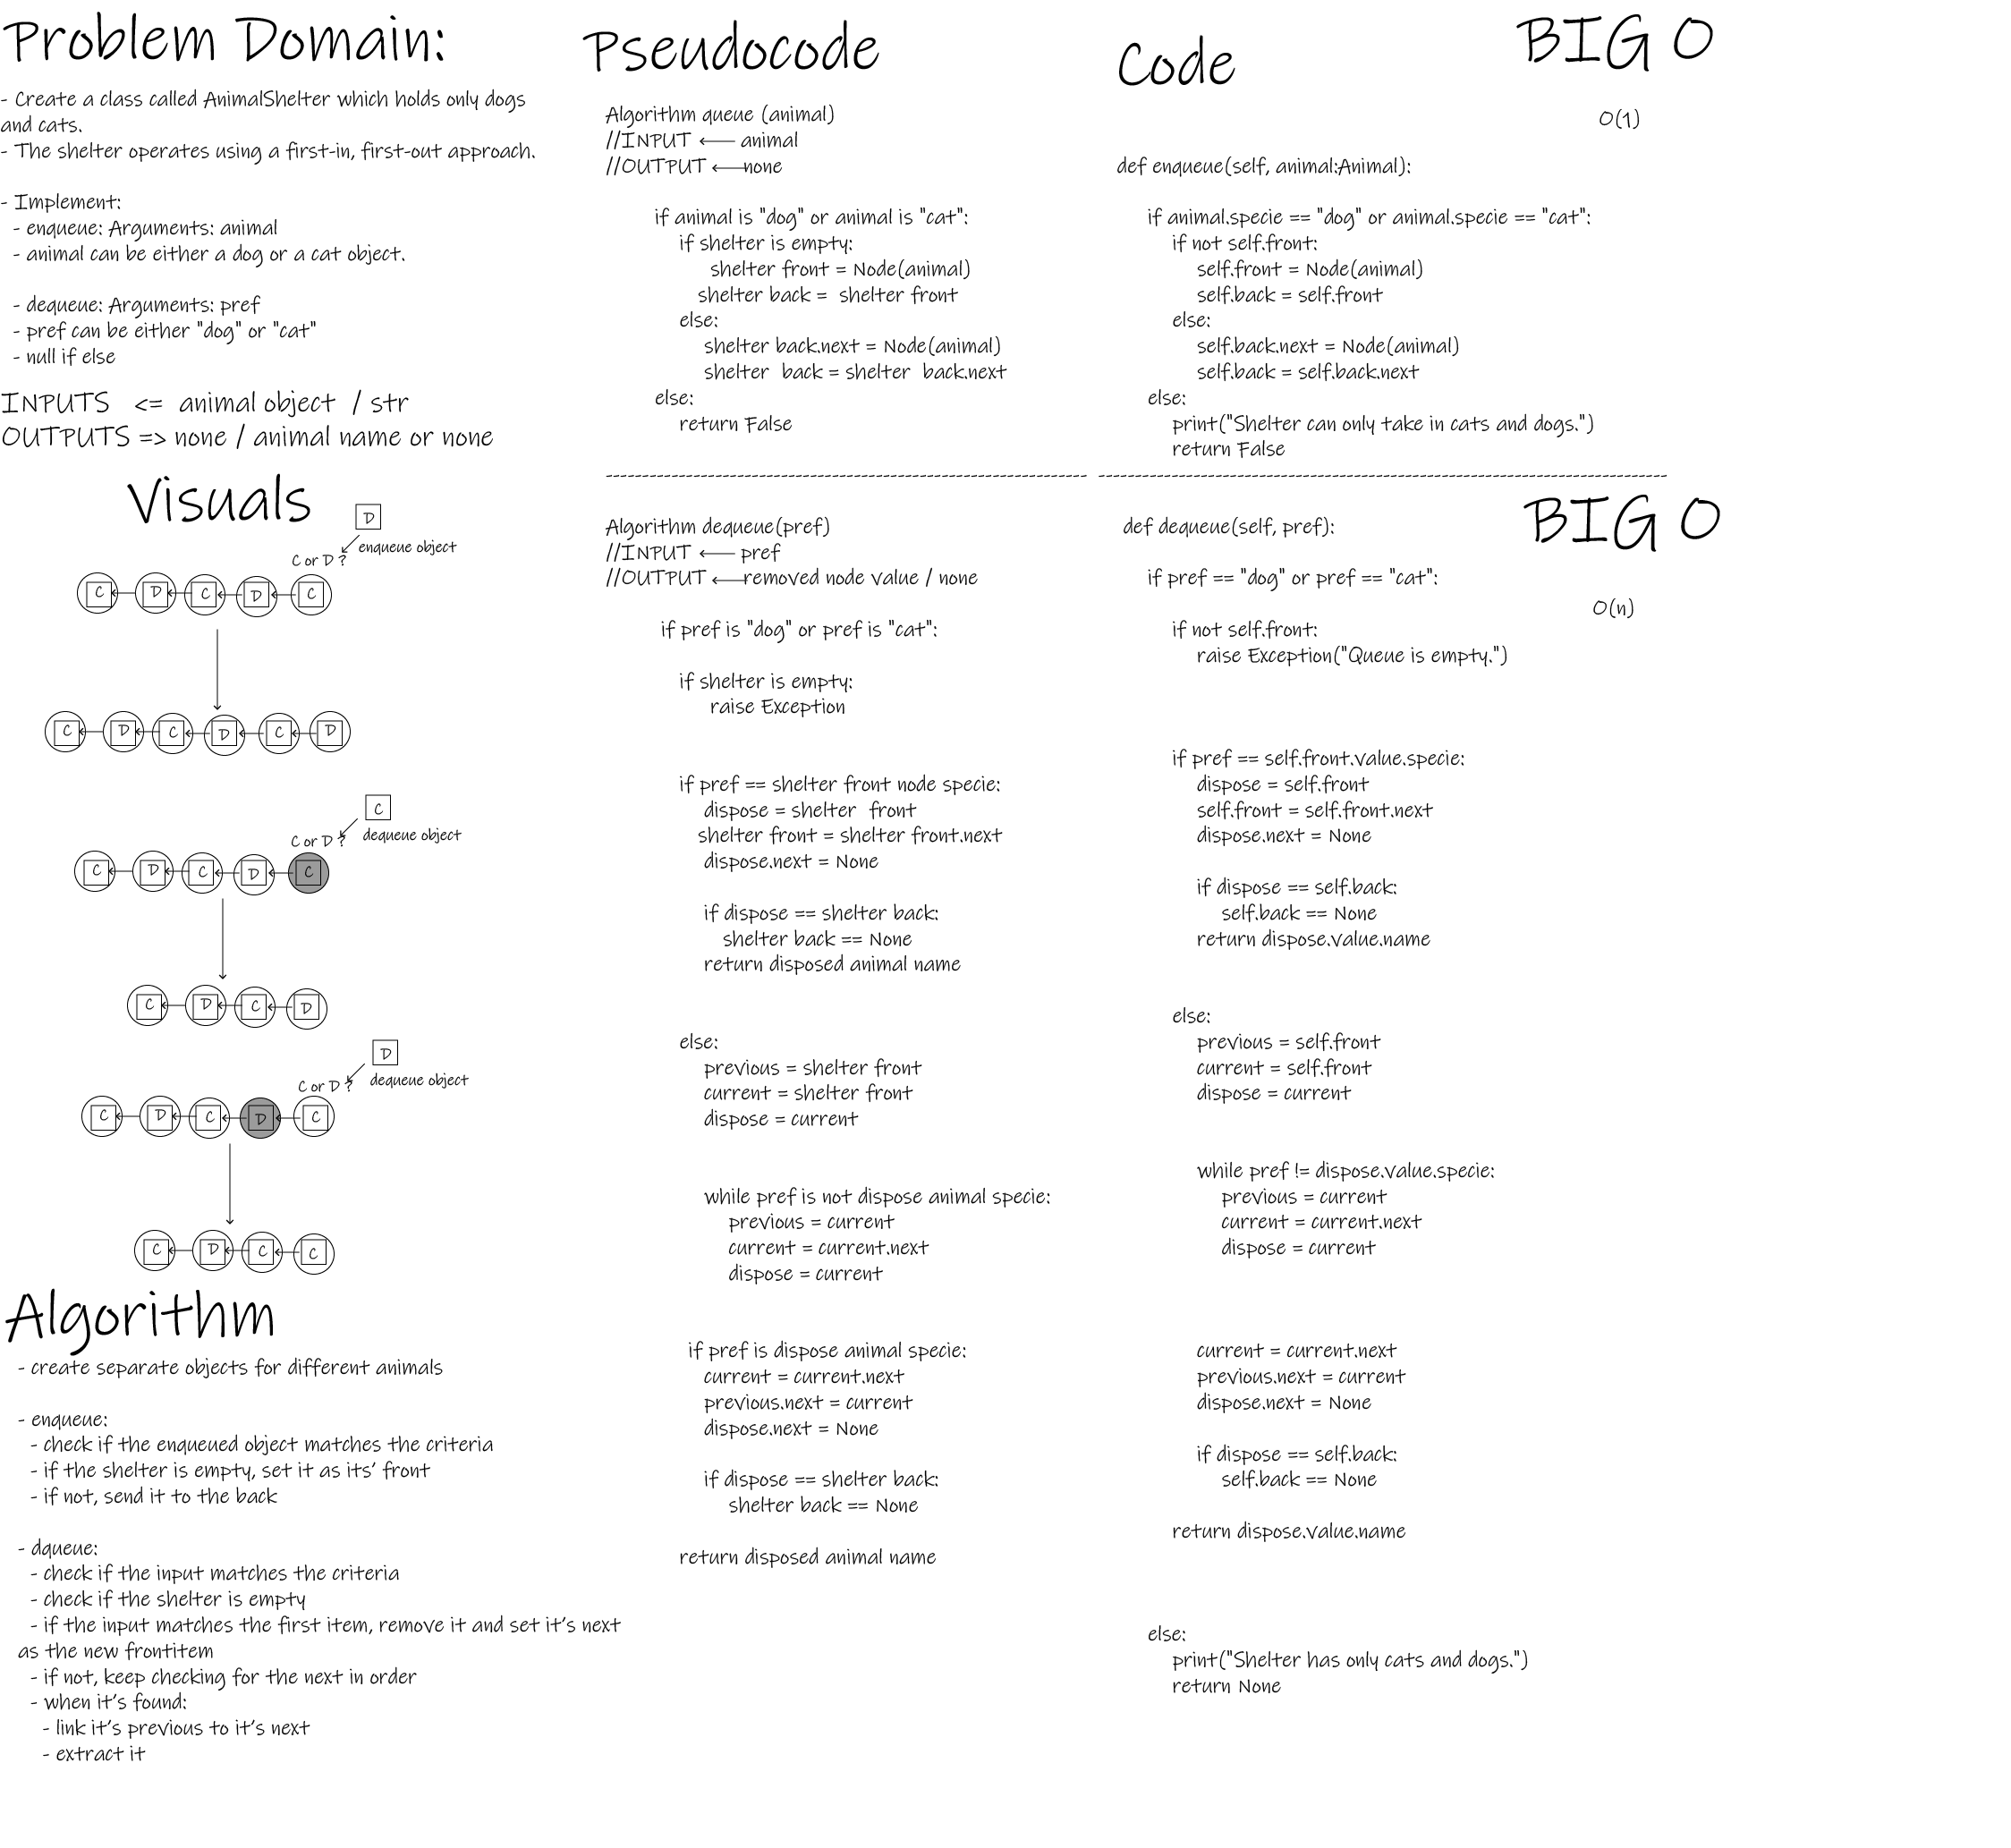 Problem Domain:
- Create a class called AnimalShelter which holds only dogs
and cats.
- The shelter operates using a first-in, first-out approach.
- Implement:
- enqueue: Arguments: animal
- animal can be either a dog or a cat object.
- dequeue: Arguments: pref
- pref can be either "dog" or "cat"
- null if else
INPUTS <= animal object / str
OUTPUTS => none / animal name or none
Visuals
D
enqueue object
C or D ?
C D C D C
C D C D C D
C
dequeue object
C or D ?
C D C D C
C D C D
D
dequeue object
C or D ?
C D C D C
C D C C
Algorithm
- create separate objects for different animals
- enqueue:
- check if the enqueued object matches the criteria
- if the shelter is empty, set it as its' front
- if not, send it to the back
- dqueue:
- check if the input matches the criteria
- check if the shelter is empty
- if the input matches the first item, remove it and set it's next
as the new frontitem
- if not, keep checking for the next in order
- when it's found:
- link it's previous to it's next
- extract it
Pseudocode
Algorithm queue (animal)
//INPUT ⟵ animal
//OUTPUT ⟵none
if animal is "dog" or animal is "cat":
if shelter is empty:
shelter front = Node(animal)
shelter back = shelter front
else:
shelter back.next = Node(animal)
shelter back = shelter back.next
else:
return False
Algorithm dequeue(pref)
//INPUT ⟵ pref
//OUTPUT ⟵removed node value / none
if pref is "dog" or pref is "cat":
if shelter is empty:
raise Exception
if pref == shelter front node specie:
dispose = shelter front
shelter front = shelter front.next
dispose.next = None
if dispose == shelter back:
shelter back == None
return disposed animal name
else:
previous = shelter front
current = shelter front
dispose = current
while pref is not dispose animal specie:
previous = current
current = current.next
dispose = current
if pref is dispose animal specie:
current = current.next
previous.next = current
dispose.next = None
if dispose == shelter back:
shelter back == None
return disposed animal name
Code
def enqueue(self, animal:Animal):
if animal.specie == "dog" or animal.specie == "cat":
if not self.front:
self.front = Node(animal)
self.back = self.front
else:
self.back.next = Node(animal)
self.back = self.back.next
else:
print("Shelter can only take in cats and dogs.")
return False
def dequeue(self, pref):
if pref == "dog" or pref == "cat":
if not self.front:
raise Exception("Queue is empty.")
if pref == self.front.value.specie:
dispose = self.front
self.front = self.front.next
dispose.next = None
if dispose == self.back:
self.back == None
return dispose.value.name
else:
previous = self.front
current = self.front
dispose = current
while pref != dispose.value.specie:
previous = current
current = current.next
dispose = current
current = current.next
previous.next = current
dispose.next = None
if dispose == self.back:
self.back == None
return dispose.value.name
else:
print("Shelter has only cats and dogs.")
return None
BIG O
O(1)
BIG O
O(n)